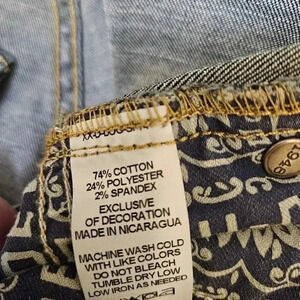 74% COTTON
24% POLYESTER
2% SPANDEX
EXCLUSIVE
OF DECORATION
MADE IN NICARAGUA
MACHINE WASH COLD
WITH LIKE COLORS
DO NOT BLEACH
TUMBLE DRY LOW
LOW IRON AS NEEDED